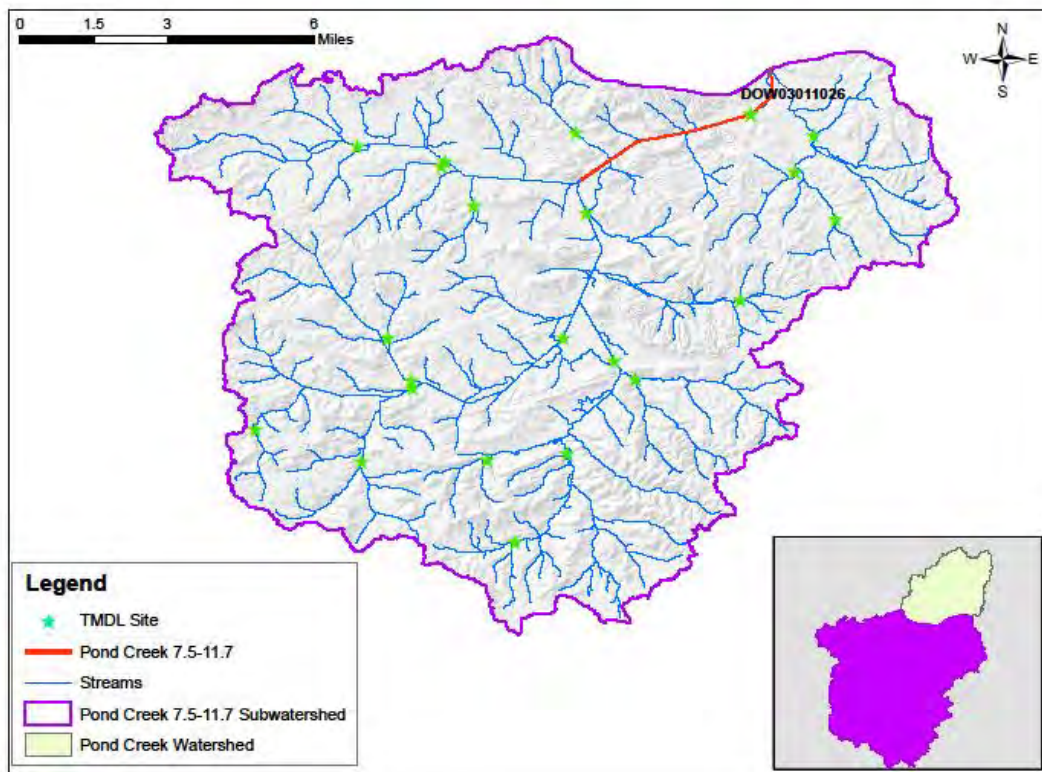 0 1.5 3 6
Miles
N
W E
S
DOW03011026
Legend
TMDL Site
Pond Creek 7.5-11.7
Streams
Pond Creek 7.5-11.7 Subwatershed
Pond Creek Watershed